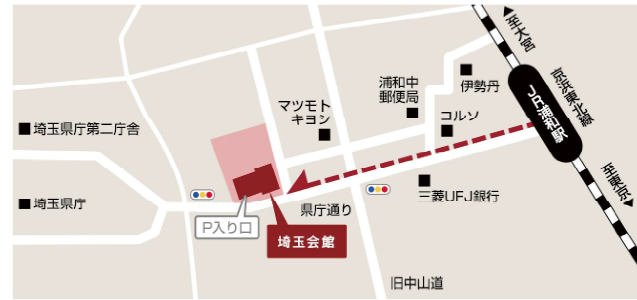 至大宮
京浜東北線
JR浦和駅
至東京
伊勢丹
浦和中
郵便局
コルソ
マツモト
キヨシ
■埼玉県庁第二庁舎
■埼玉県庁
三菱UFJ銀行
県庁通り
P入り口
埼玉会館
旧中山道